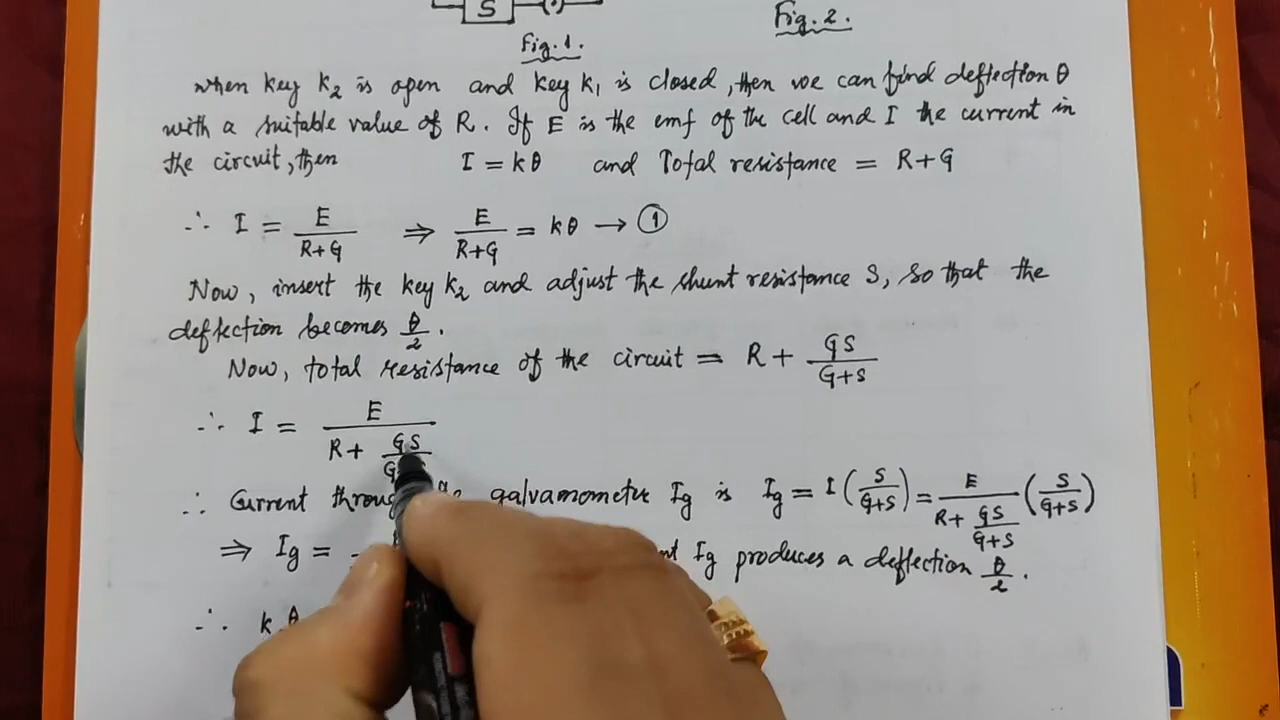 S
Fig. 1.
Fig. 2.
when key K₂ is open and key K₁ is closed, then we can find deflection θ
with a suitable value of R. If E is the emf of the cell and I the current in
the circuit, then I = kθ and Total resistance = R+G
∴ I = E/(R+G) ⇒ E/(R+G) = kθ → ①
Now, insert the key K₂ and adjust the shunt resistance S, so that the
deflection becomes θ/2.
Now, total resistance of the circuit = R + GS/(G+S)
∴ I = E/(R + GS/
∴ Current galvanometer Ig is Ig = I (S/(G+S)) = E/(R + GS/(G+S)) (S/(G+S))
⇒ Ig = Ig produces a deflection θ/2.
∴ k θ